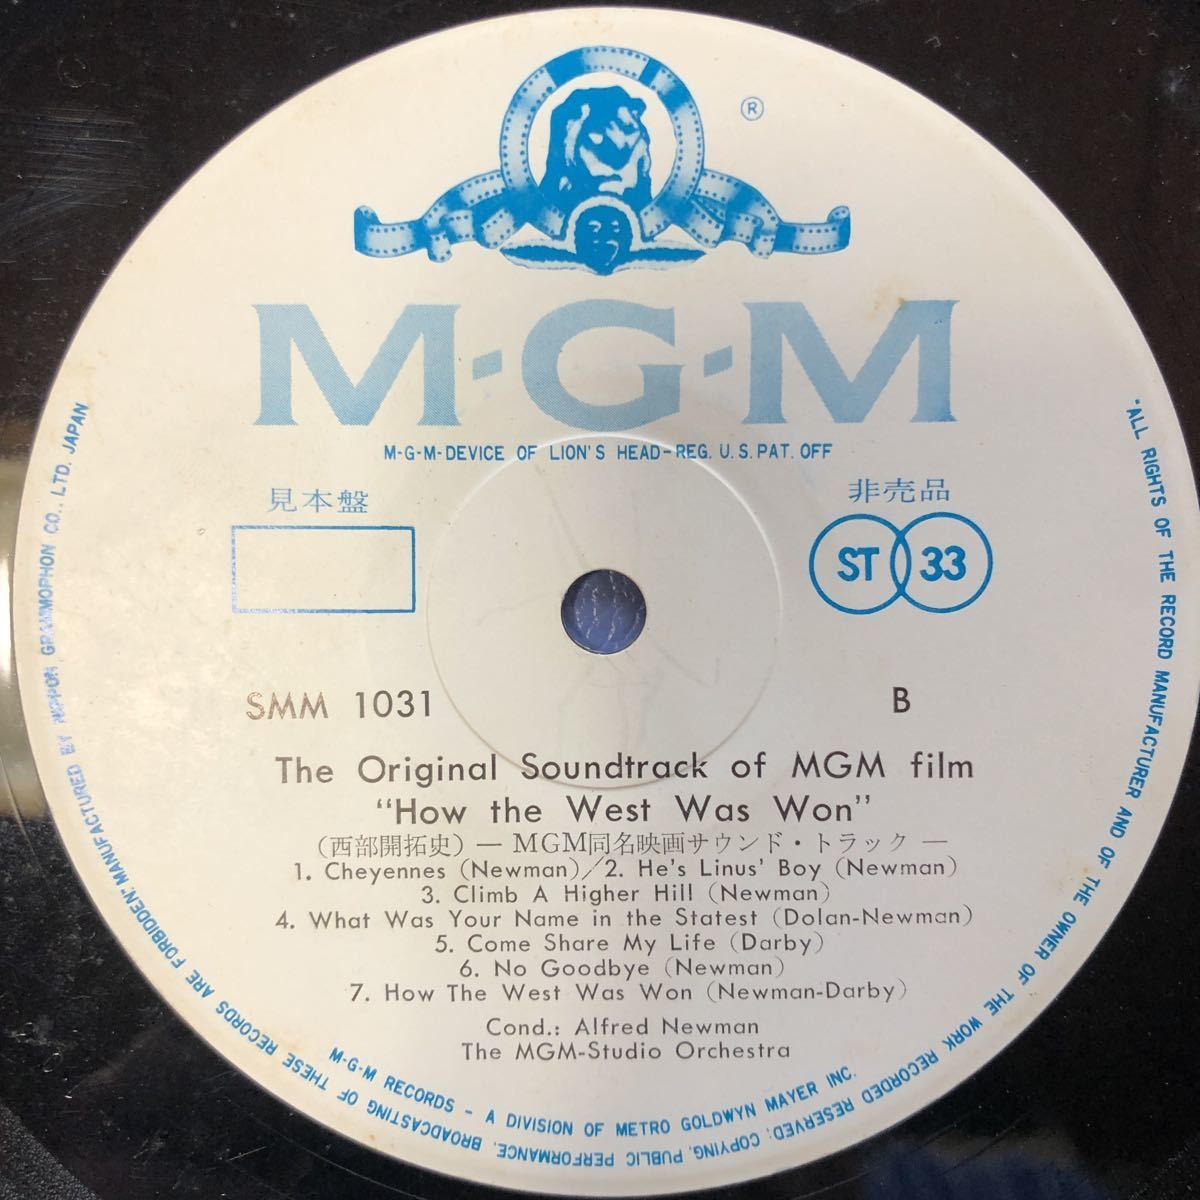 ®
M-G-M
M-G-M-DEVICE OF LION'S HEAD-REG. U.S. PAT. OFF
見本盤
非売品
ST 33
SMM 1031
B
The Original Soundtrack of MGM film
"How the West Was Won"
(西部開拓史) — MGM同名映画サウンド・トラック —
1. Cheyennes (Newman)/2. He's Linus' Boy (Newman)
3. Climb A Higher Hill (Newman)
4. What Was Your Name in the Statest (Dolan-Newman)
5. Come Share My Life (Darby)
6. No Goodbye (Newman)
7. How The West Was Won (Newman-Darby)
Cond.: Alfred Newman
The MGM-Studio Orchestra
M-G-M RECORDS - A DIVISION OF METRO GOLDWYN MAYER INC.
"ALL RIGHTS OF THE RECORD MANUFACTURER AND OF THE OWNER OF THE WORK RECORDED RESERVED; COPYING, PUBLIC PERFORMANCE, BROADCASTING OF THESE RECORDS ARE FORBIDDEN." MANUFACTURED BY NIPPON GRAMMOPHON CO., LTD. JAPAN